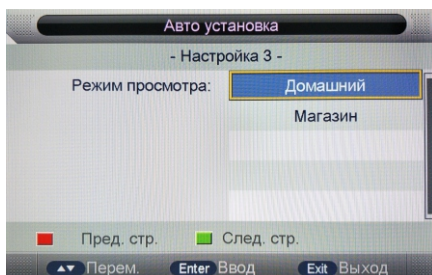 Авто установка
- Настройка 3 -
Режим просмотра: Домашний
Магазин
Пред. стр. След. стр.
Перем. Enter Ввод Exit Выход